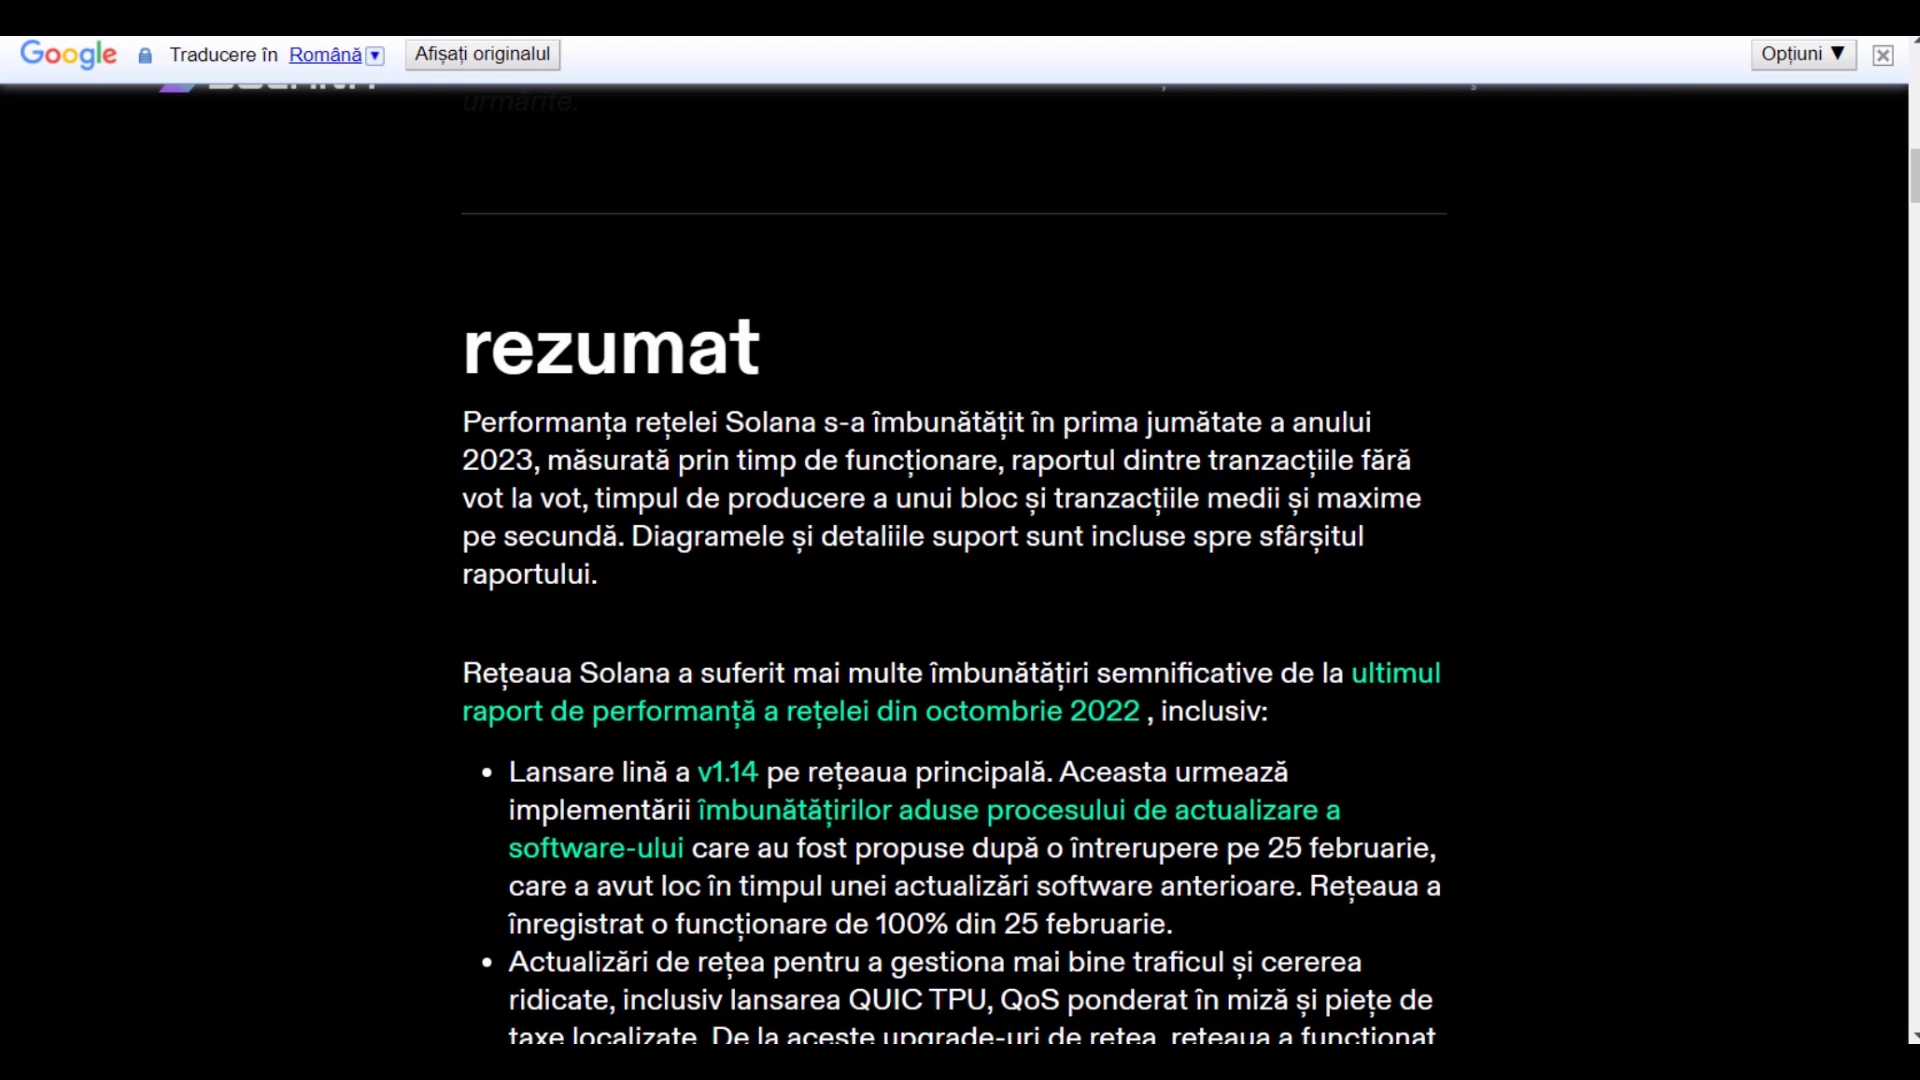 Google Traducere în Română Afișați originalul Opțiuni ▼
urmărite.
rezumat
Performanța rețelei Solana s-a îmbunătățit în prima jumătate a anului
2023, măsurată prin timp de funcționare, raportul dintre tranzacțiile fără
vot la vot, timpul de producere a unui bloc și tranzacțiile medii și maxime
pe secundă. Diagramele și detaliile suport sunt incluse spre sfârșitul
raportului.
Rețeaua Solana a suferit mai multe îmbunătățiri semnificative de la ultimul
raport de performanță a rețelei din octombrie 2022 , inclusiv:
• Lansare lină a v1.14 pe rețeaua principală. Aceasta urmează
implementării îmbunătățirilor aduse procesului de actualizare a
software-ului care au fost propuse după o întrerupere pe 25 februarie,
care a avut loc în timpul unei actualizări software anterioare. Rețeaua a
înregistrat o funcționare de 100% din 25 februarie.
• Actualizări de rețea pentru a gestiona mai bine traficul și cererea
ridicate, inclusiv lansarea QUIC TPU, QoS ponderat în miză și piețe de
taxe localizate. De la aceste upgrade-uri de rețea, rețeaua a funcționat